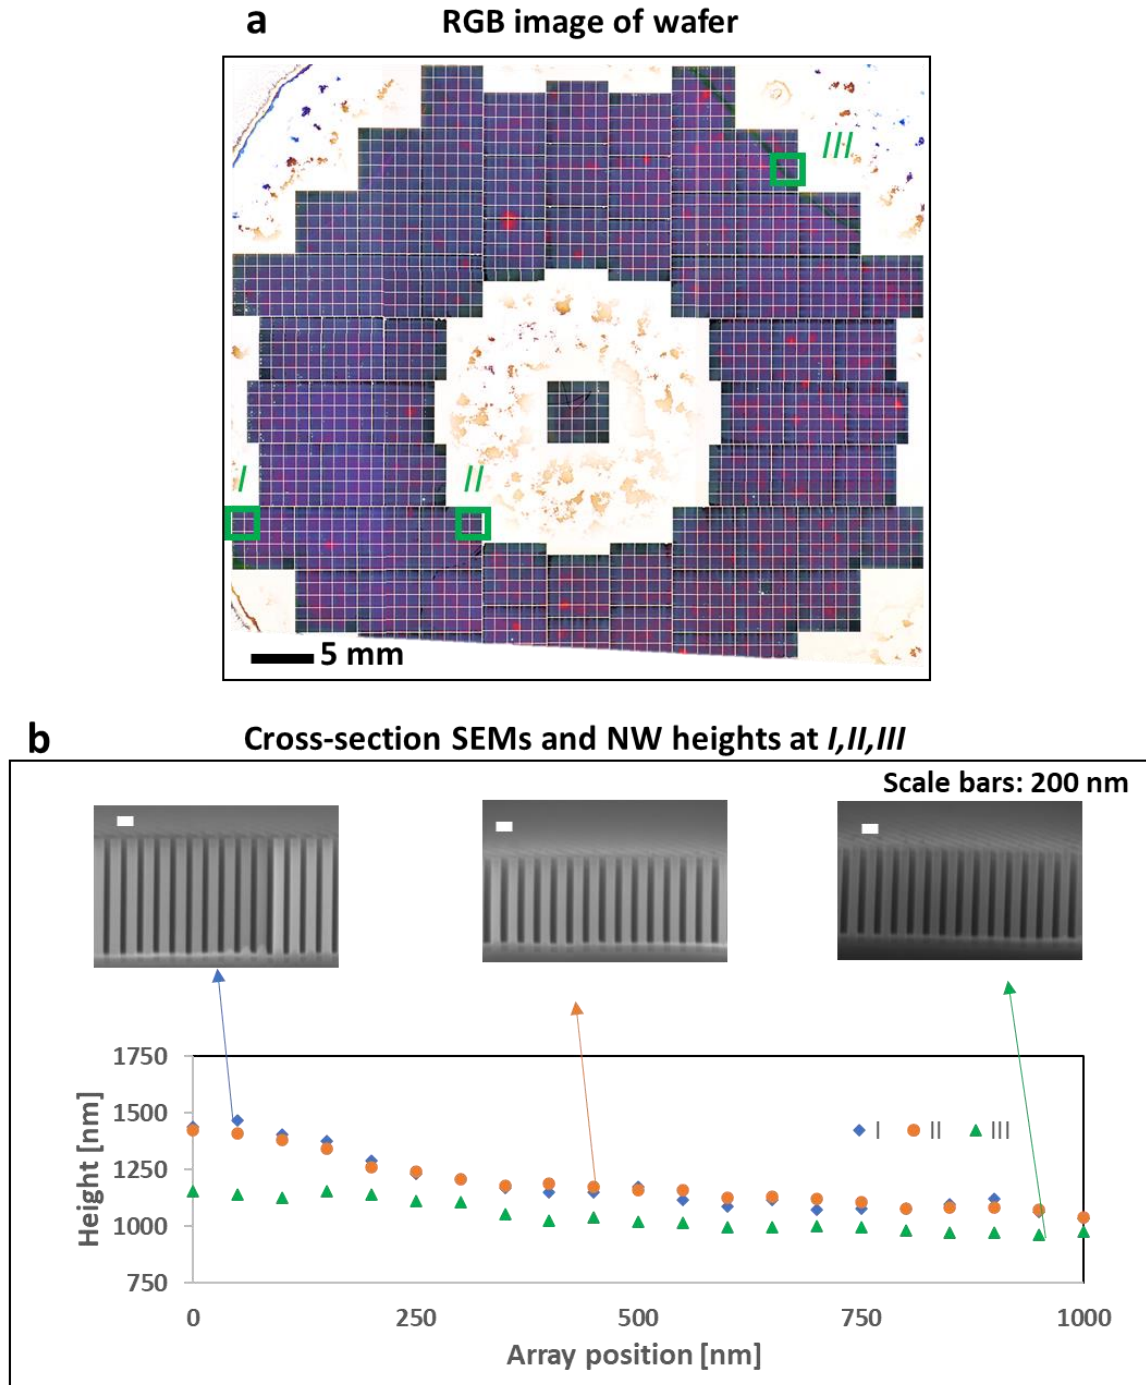 a
RGB image of wafer
III
I
II
5 mm
b
Cross-section SEMs and NW heights at I,II,III
Scale bars: 200 nm
1750
1500
1250
1000
750
Height [nm]
I II III
0 250 500 750 1000
Array position [nm]